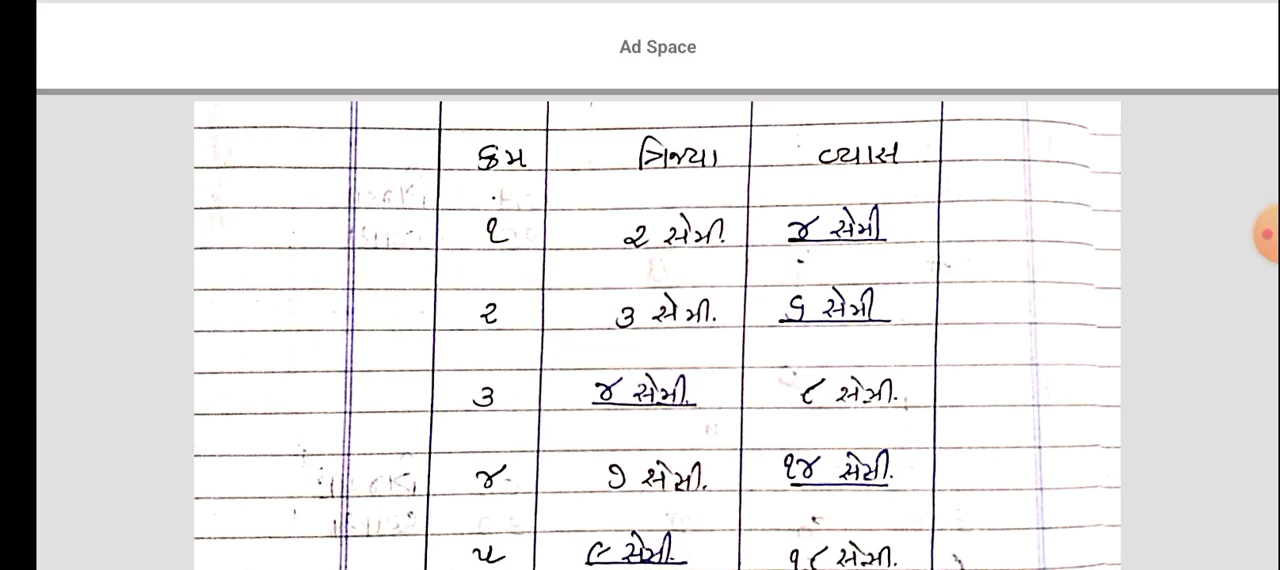 Ad Space
ક્રમ ત્રિજ્યા વ્યાસ
૧ ૨ સેમી. ૪ સેમી
૨ ૩ સેમી. ૬ સેમી
૩ ૪ સેમી. ૮ સેમી.
૪ ૭ સેમી. ૧૪ સેમી.
૫ ૯ સેમી. ૧૮ સેમી.